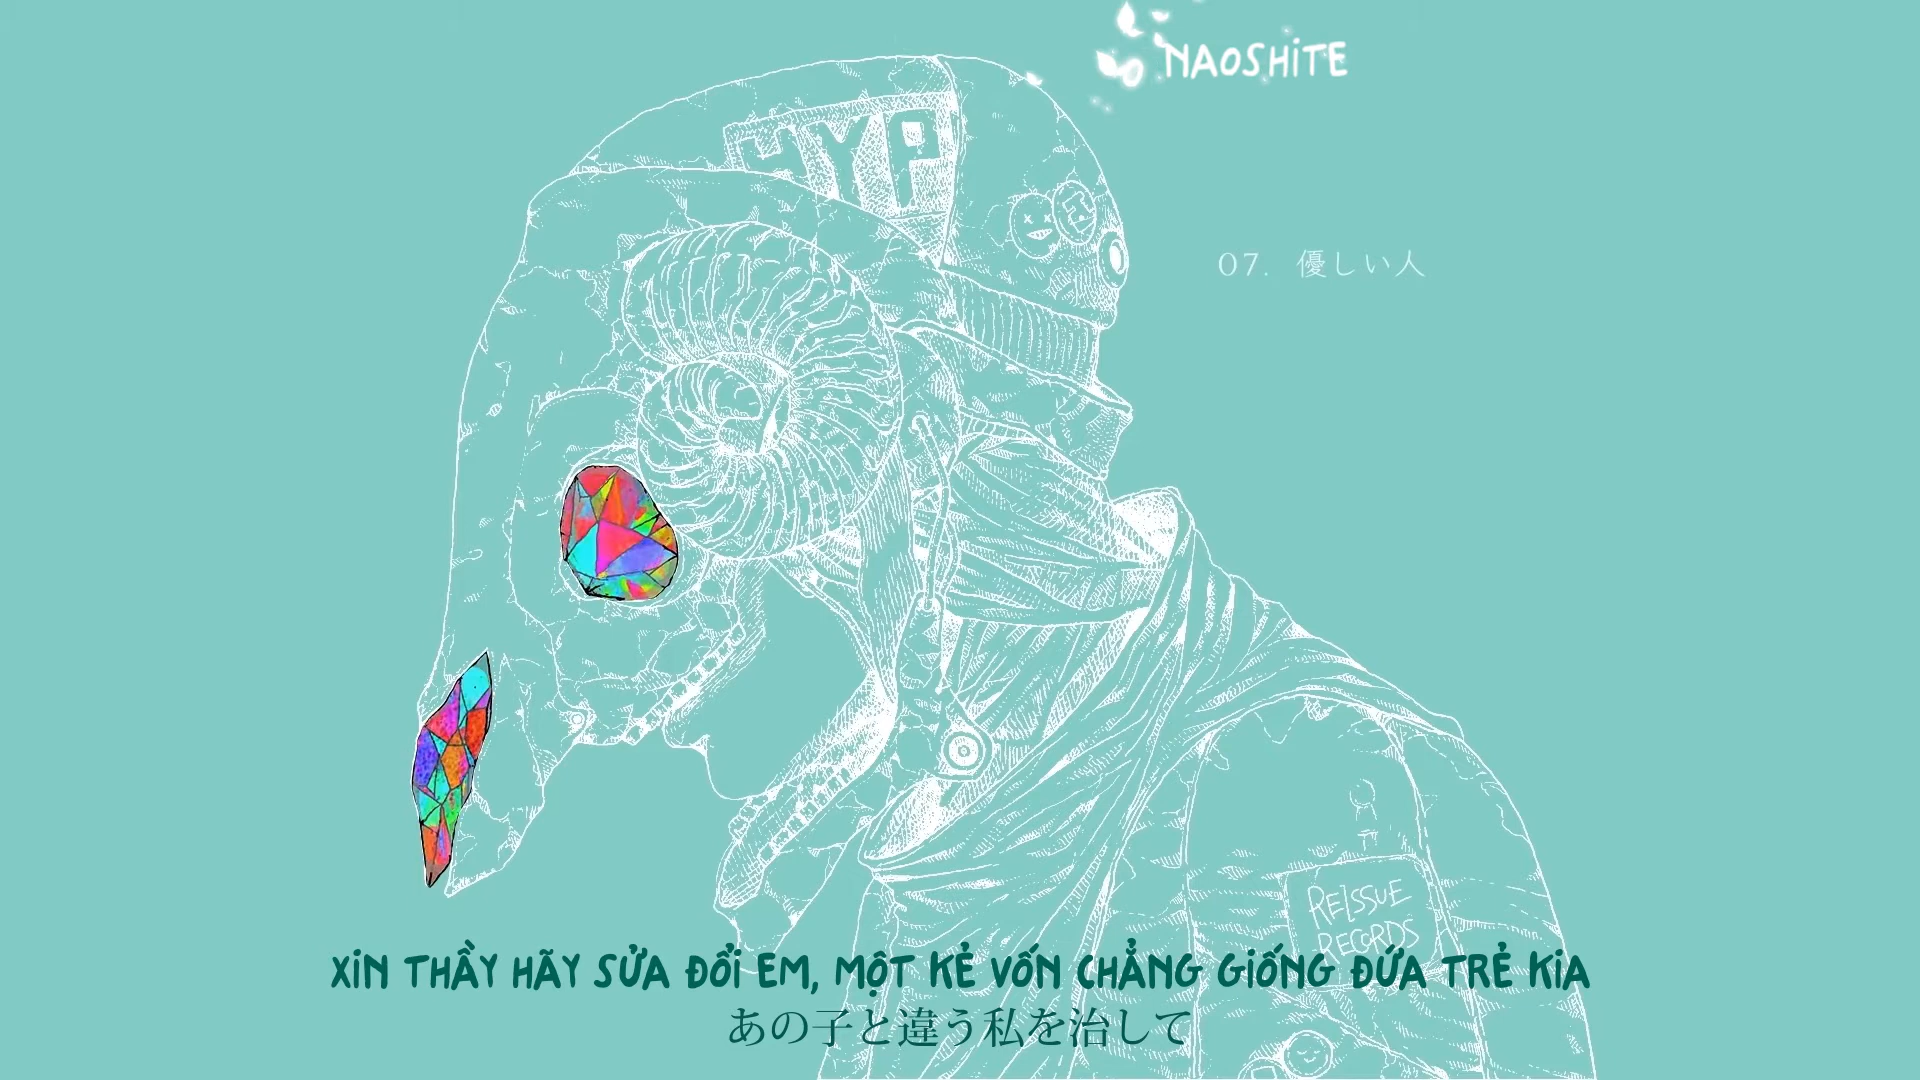 NAOSHiTE
HYP
07. 優しい人
REISSUE
RECORDS
XiN THẦY HÃY SỬA ĐỔi EM, MỘT KẺ VỐN CHẲNG GiỐNG ĐỨA TRẺ KiA
あの子と違う私を治して